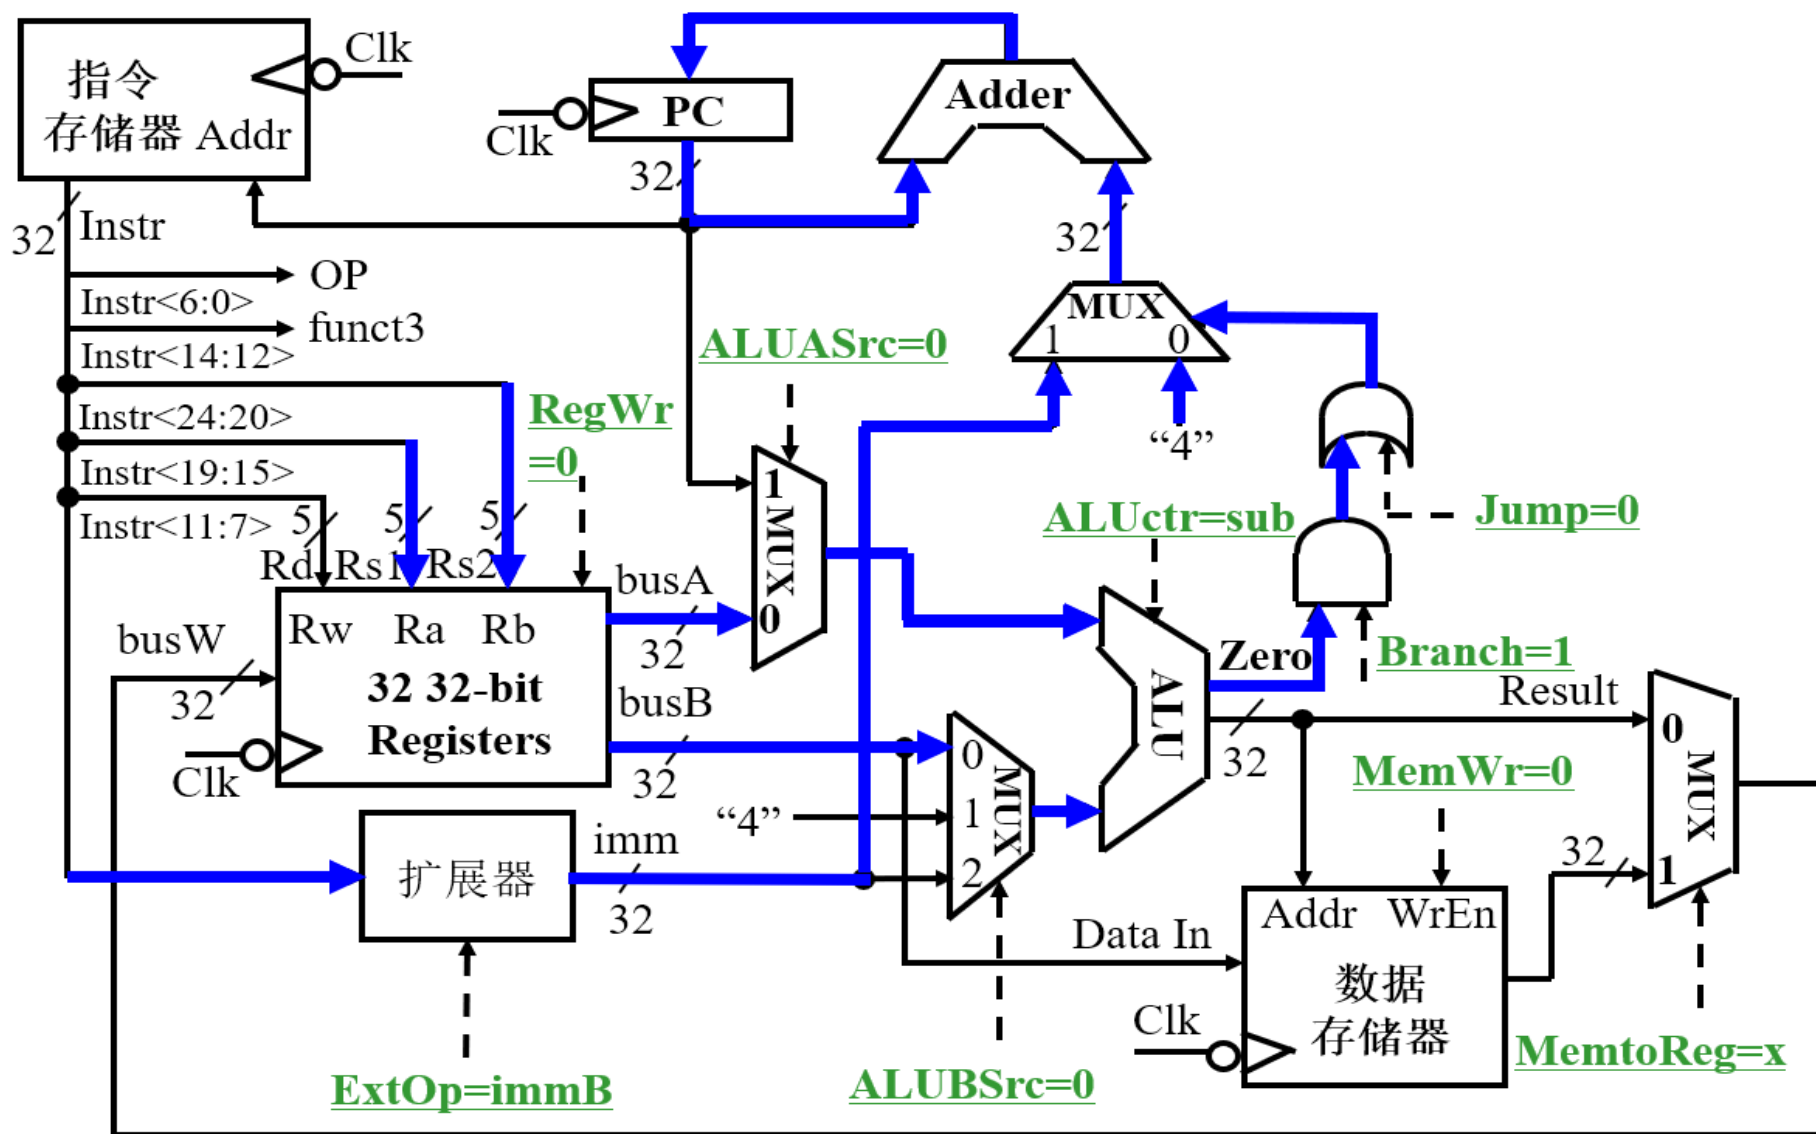 指令
存储器 Addr
Clk
Clk
PC
32
Adder
32
Instr
32
OP
Instr<6:0>
funct3
Instr<14:12>
Instr<24:20>
Instr<19:15>
Instr<11:7>
ALUASrc=0
RegWr
=0
MUX
1 0
“4”
32
Jump=0
ALUctr=sub
1
MUX
0
5 5 5
Rd Rs1 Rs2
busA
32
busW
32
Rw Ra Rb
32 32-bit
Registers
Clk
busB
32
Zero
Branch=1
ALU
Result
32
0
MUX
1
MemWr=0
“4”
0
1
2
MUX
imm
32
扩展器
32
Addr WrEn
Data In
数据
存储器
Clk
MemtoReg=x
ExtOp=immB
ALUBSrc=0